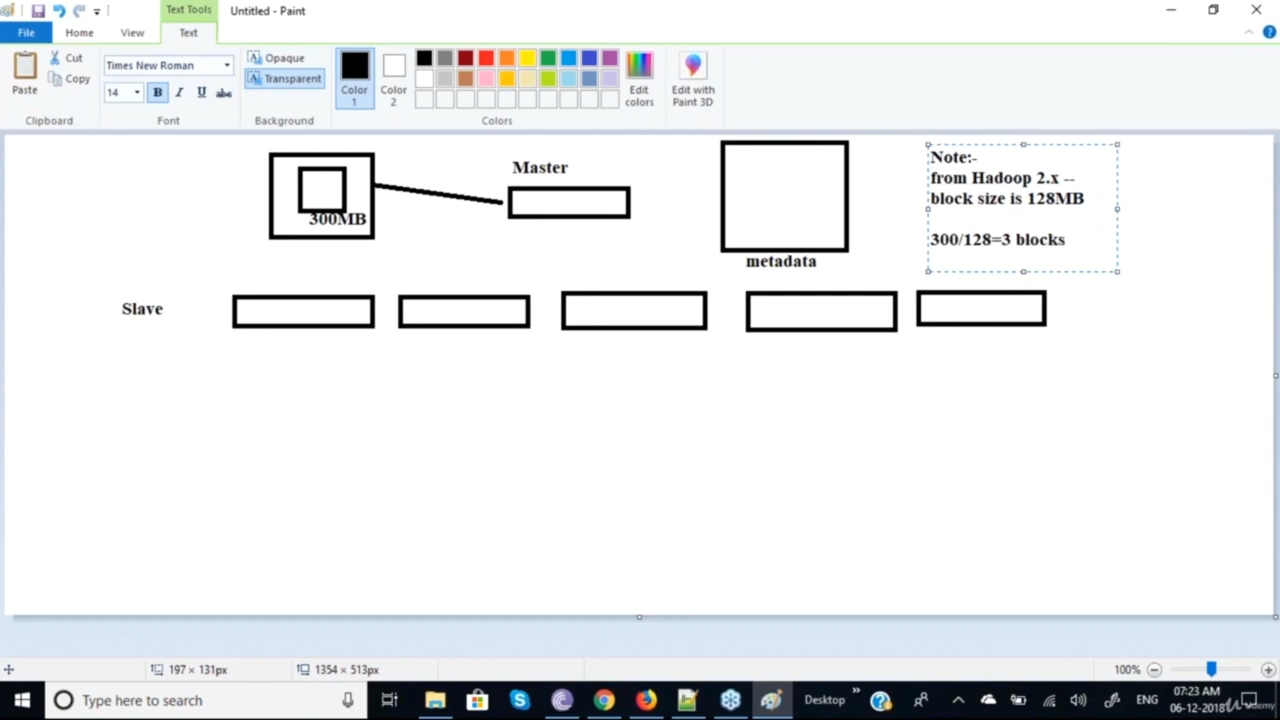 Text Tools
Untitled - Paint
File
Home
View
Text
Paste
Cut
Copy
Clipboard
Times New Roman
14
B
I
U
abc
Font
Opaque
Transparent
Background
Color 1
Color 2
Edit colors
Colors
Edit with Paint 3D
300MB
Master
metadata
Note:-
from Hadoop 2.x --
block size is 128MB
300/128=3 blocks
Slave
197 × 131px
1354 × 513px
100%
Type here to search
Desktop
ENG
07:23 AM
06-12-2018
Udemy